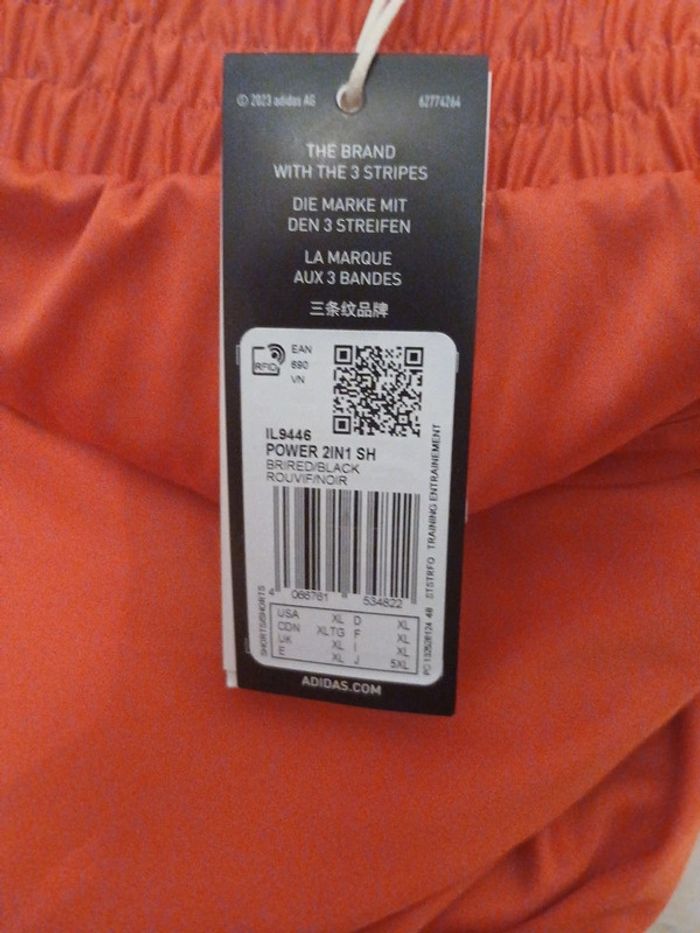 © 2023 adidas AG 62774264
THE BRAND
WITH THE 3 STRIPES
DIE MARKE MIT
DEN 3 STREIFEN
LA MARQUE
AUX 3 BANDES
三条纹品牌
RFID
EAN
690
VN
IL9446
POWER 2IN1 SH
BRIRED/BLACK
ROUVIF/NOIR
4 066761 534822
USA XL D XL
CDN XLTG F XL
UK XL I XL
E XL J 5XL
SHORTS/SHORTS
STSTRFO TRAINING ENTRAINEMENT
ADIDAS.COM